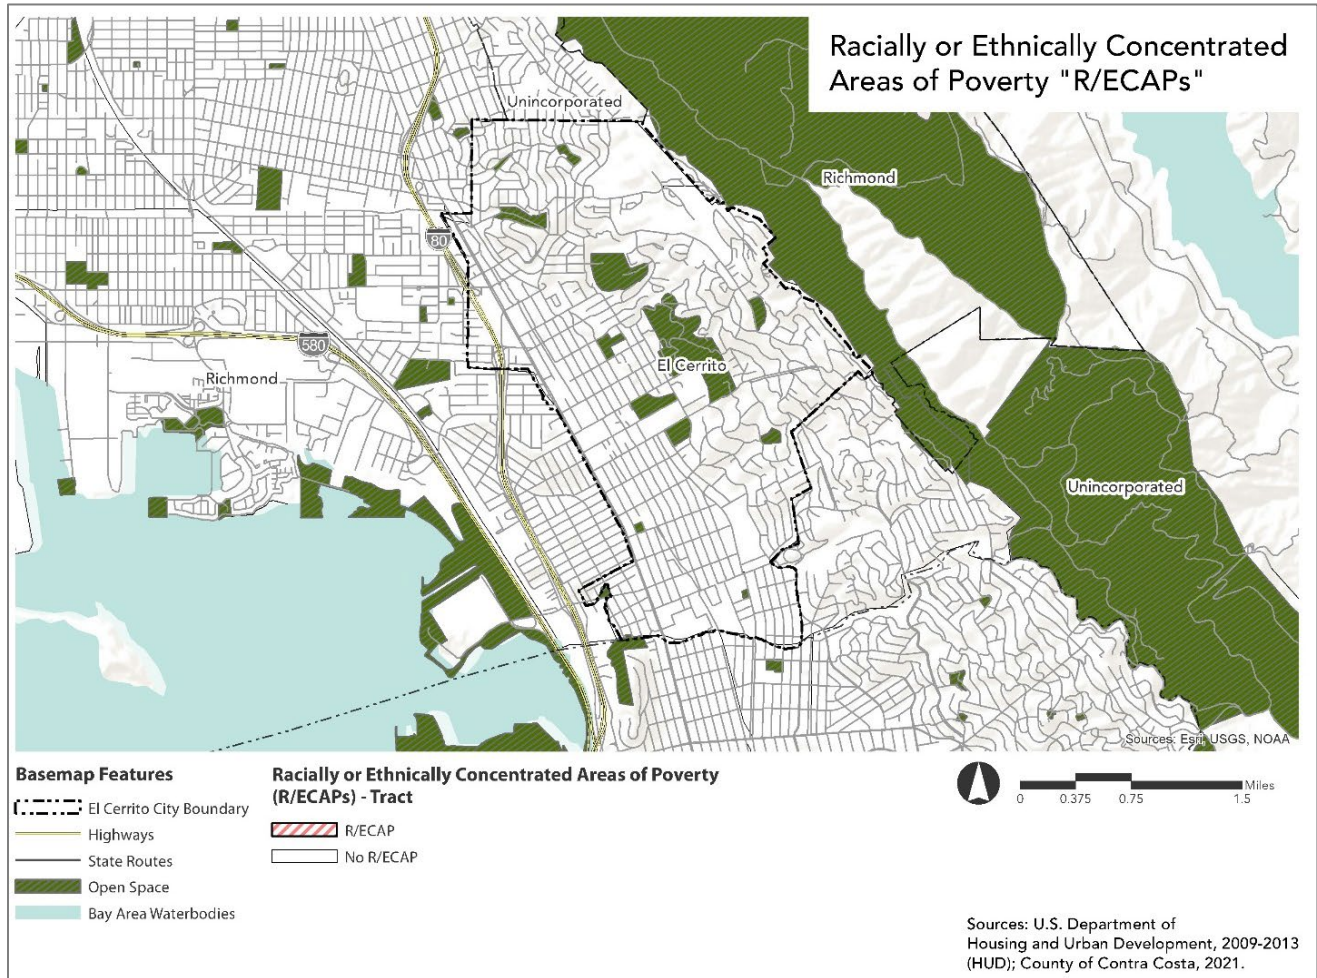 Racially or Ethnically Concentrated
Areas of Poverty "R/ECAPs"
Unincorporated
Richmond
80
580
Richmond
El Cerrito
Unincorporated
Sources: Esri, USGS, NOAA
Basemap Features
El Cerrito City Boundary
Highways
State Routes
Open Space
Bay Area Waterbodies
Racially or Ethnically Concentrated Areas of Poverty
(R/ECAPs) - Tract
R/ECAP
No R/ECAP
Miles
0 0.375 0.75 1.5
Sources: U.S. Department of
Housing and Urban Development, 2009-2013
(HUD); County of Contra Costa, 2021.